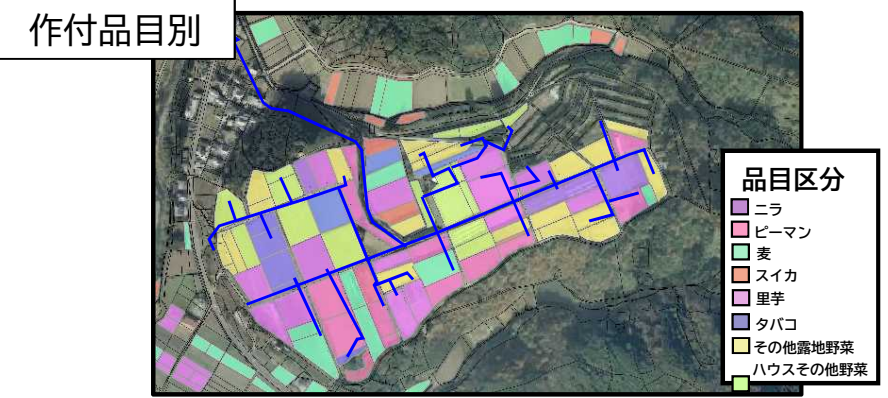 作付品目別
品目区分
ニラ
ピーマン
麦
スイカ
里芋
タバコ
その他露地野菜
ハウスその他野菜